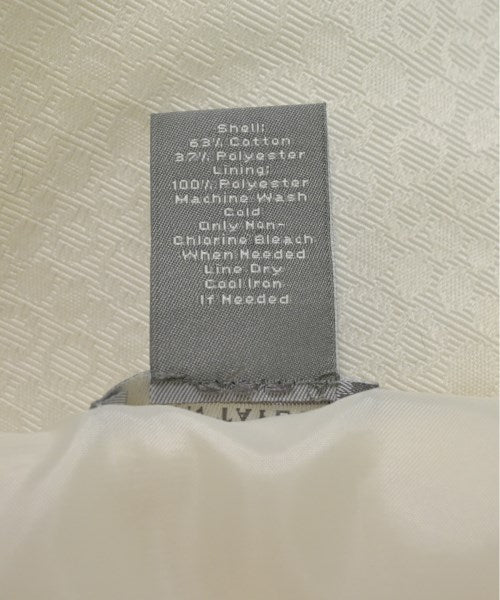 Shell:
63% Cotton
37% Polyester
Lining:
100% Polyester
Machine Wash
Cold
Only Non-
Chlorine Bleach
When Needed
Line Dry
Cool Iron
If Needed